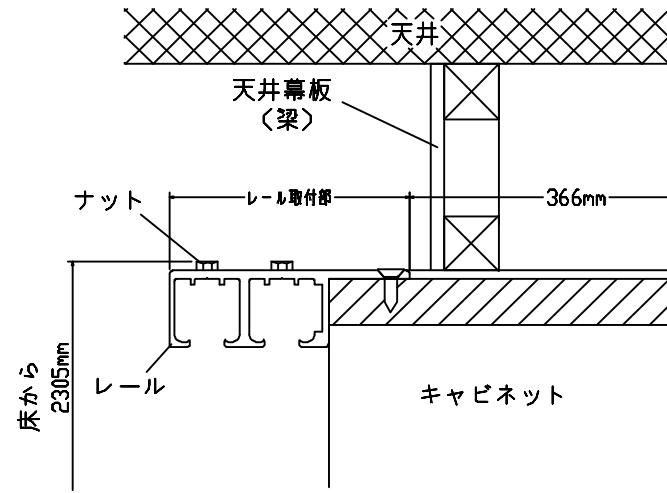 天井
天井幕板
（梁）
ナット
レール取付部
366mm
床から
2305mm
レール
キャビネット